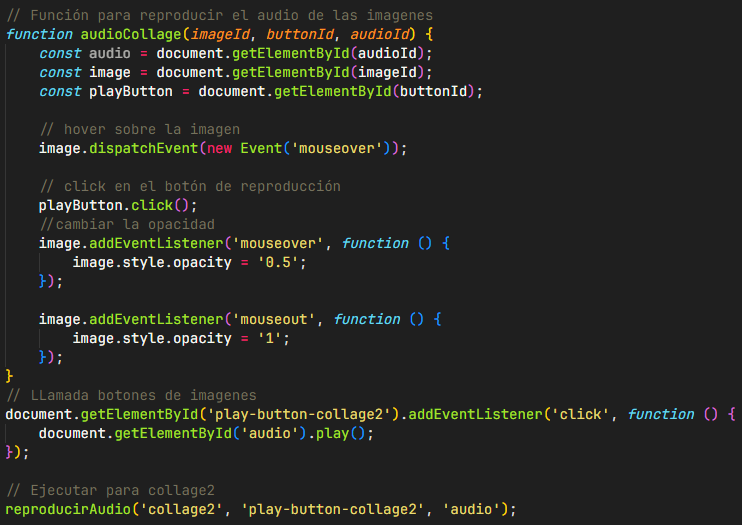 // Función para reproducir el audio de las imagenes
function audioCollage(imageId, buttonId, audioId) {
const audio = document.getElementById(audioId);
const image = document.getElementById(imageId);
const playButton = document.getElementById(buttonId);
// hover sobre la imagen
image.dispatchEvent(new Event('mouseover'));
// click en el botón de reproducción
playButton.click();
//cambiar la opacidad
image.addEventListener('mouseover', function () {
image.style.opacity = '0.5';
});
image.addEventListener('mouseout', function () {
image.style.opacity = '1';
});
}
// LLamada botones de imagenes
document.getElementById('play-button-collage2').addEventListener('click', function () {
document.getElementById('audio').play();
});
// Ejecutar para collage2
reproducirAudio('collage2', 'play-button-collage2', 'audio');